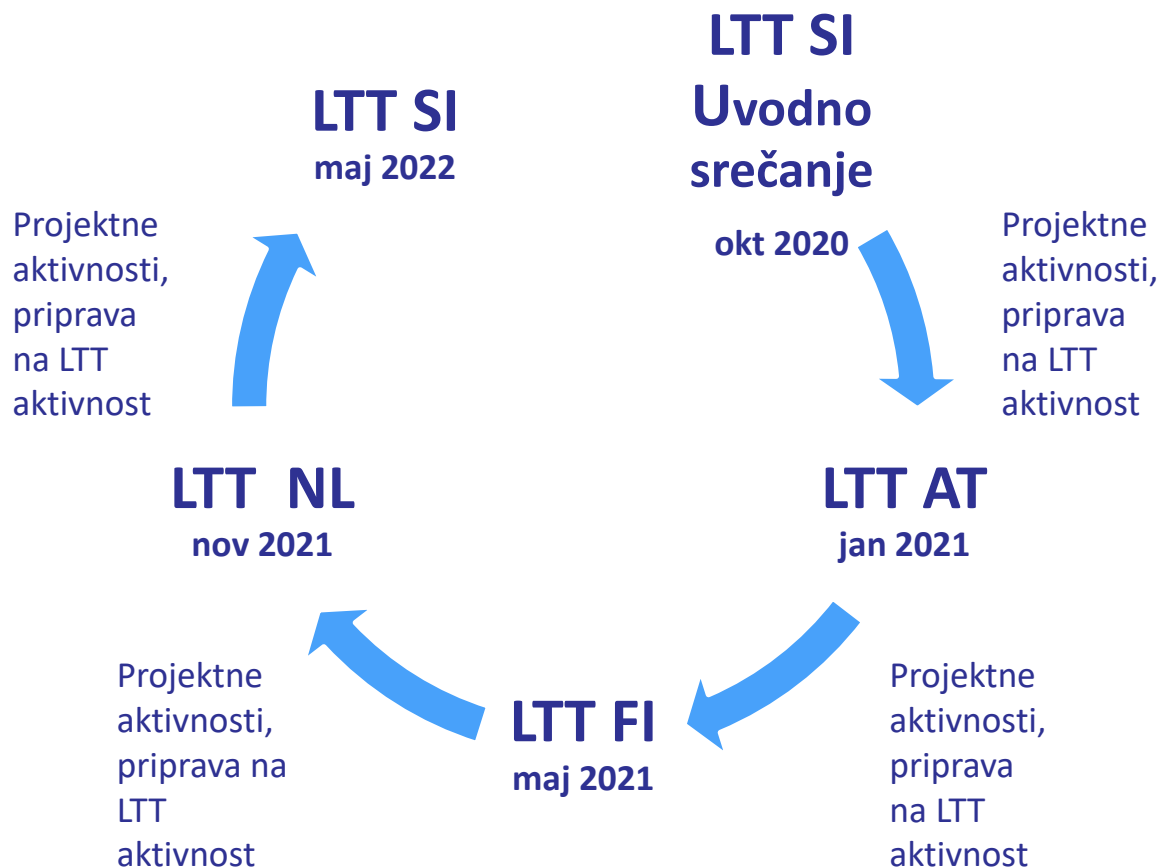 LTT SI
Uvodno
srečanje
okt 2020
Projektne
aktivnosti,
priprava
na LTT
aktivnost
LTT AT
jan 2021
Projektne
aktivnosti,
priprava
na LTT
aktivnost
LTT FI
maj 2021
Projektne
aktivnosti,
priprava na
LTT
aktivnost
LTT NL
nov 2021
Projektne
aktivnosti,
priprava
na LTT
aktivnost
LTT SI
maj 2022